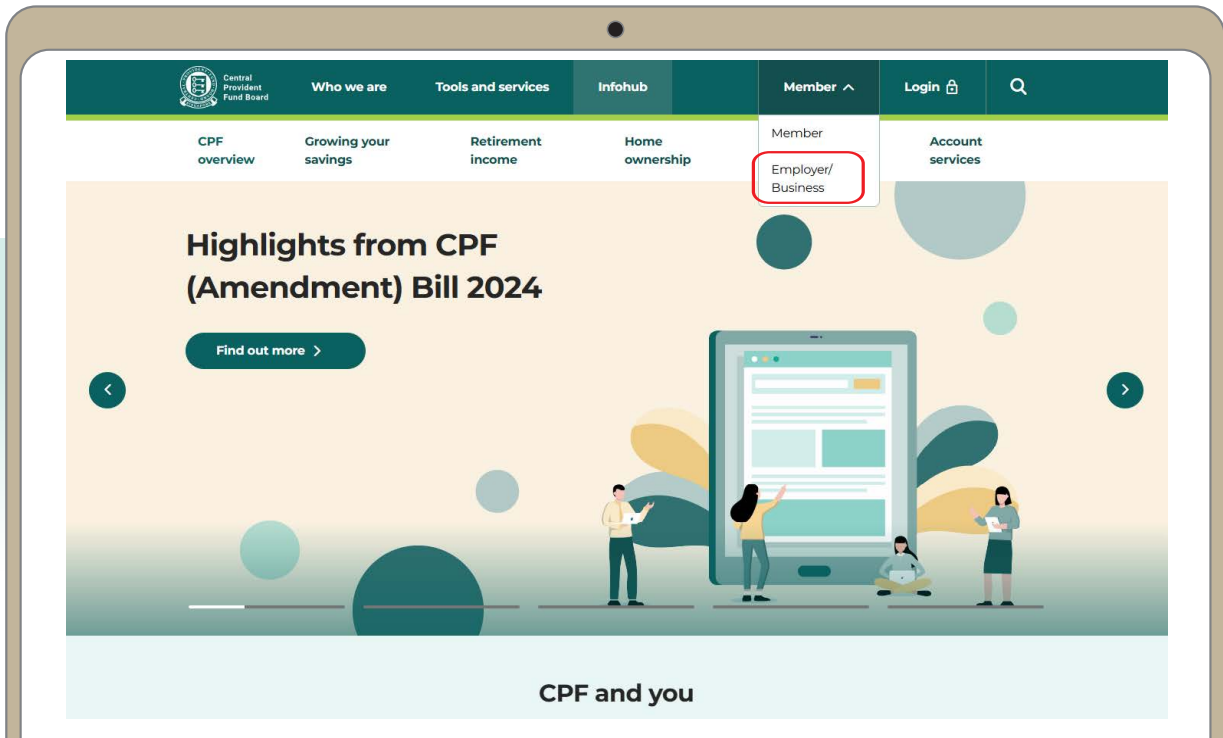 Central
Provident
Fund Board
Who we are
Tools and services
Infohub
Member
Login
CPF
overview
Growing your
savings
Retirement
income
Home
ownership
Member
Employer/
Business
Account
services
Highlights from CPF
(Amendment) Bill 2024
Find out more
CPF and you